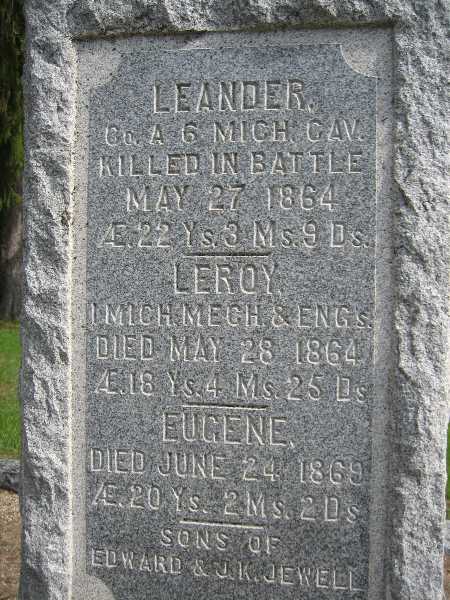 LEANDER.
Co. A 6 MICH. CAV.
KILLED IN BATTLE
MAY 27 1864
Æ. 22 Ys. 3 Ms. 9 Ds.
LEROY.
1 MICH. MECH & ENGs.
DIED MAY 28 1864.
Æ. 18 Ys. 4 Ms. 25 Ds
EUGENE.
DIED JUNE 24, 1869
Æ. 20 Ys. 2 Ms. 2 Ds
SONS OF
EDWARD & J.K. JEWELL